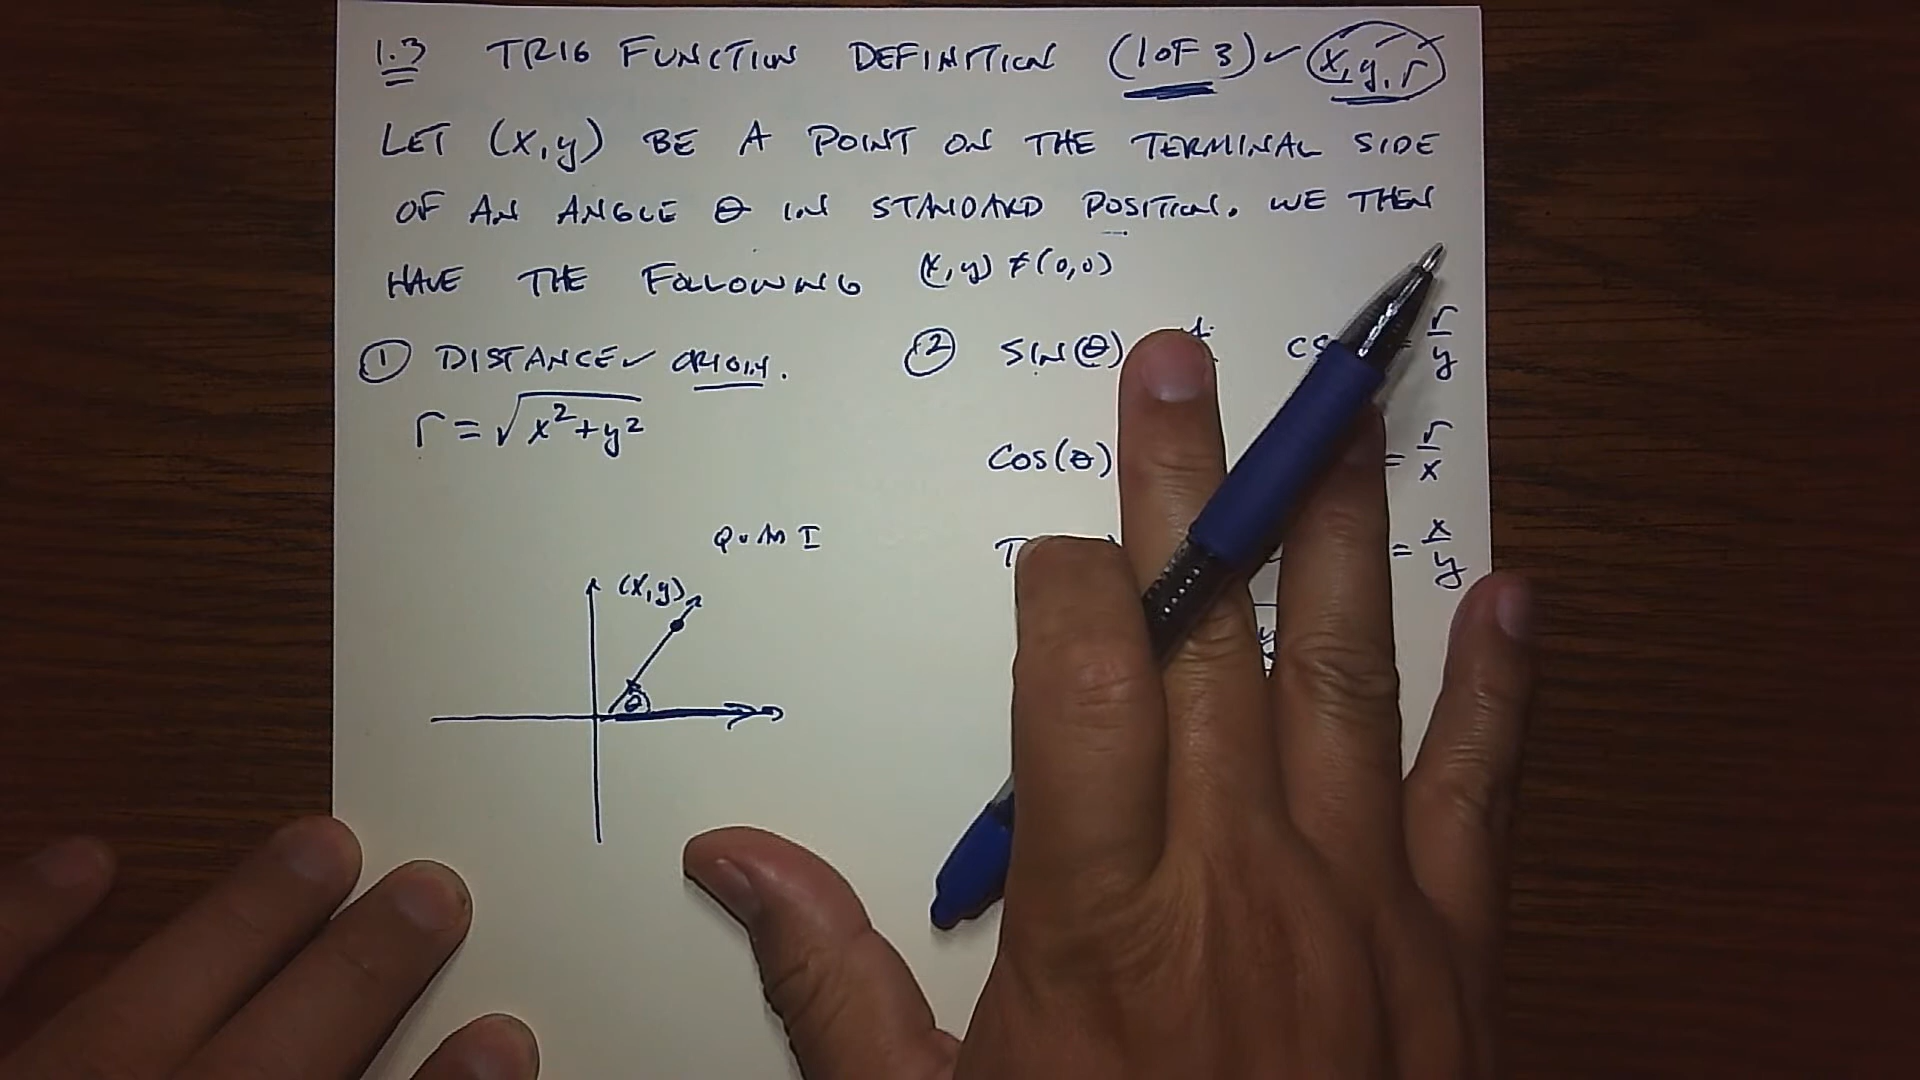 1.3 TRIG FUNCTION DEFINITION (1 OF 3) ✓ x, y, r
LET (x, y) BE A POINT ON THE TERMINAL SIDE
OF AN ANGLE θ IN STANDARD POSITION. WE THEN
HAVE THE FOLLOWING (x, y) ≠ (0, 0)
① DISTANCE ✓ ORIGIN.
r = √x² + y²
② SIN(θ) = r/y
COS(θ) = r/x
= x/y
QUAD I
(x, y)
θ